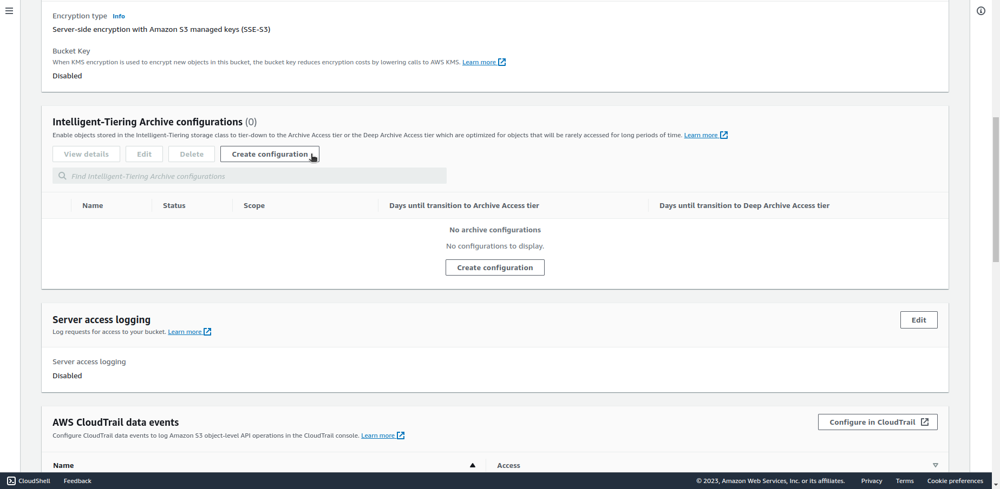 Encryption type Info
Server-side encryption with Amazon S3 managed keys (SSE-S3)
Bucket Key
When KMS encryption is used to encrypt new objects in this bucket, the bucket key reduces encryption costs by lowering calls to AWS KMS. Learn more
Disabled
Intelligent-Tiering Archive configurations (0)
Enable objects stored in the Intelligent-Tiering storage class to tier-down to the Archive Access tier or the Deep Archive Access tier which are optimized for objects that will be rarely accessed for long periods of time. Learn more
View details Edit Delete Create configuration
Find Intelligent-Tiering Archive configurations
Name Status Scope Days until transition to Archive Access tier Days until transition to Deep Archive Access tier
No archive configurations
No configurations to display.
Create configuration
Server access logging Edit
Log requests for access to your bucket. Learn more
Server access logging
Disabled
AWS CloudTrail data events Configure in CloudTrail
Configure CloudTrail data events to log Amazon S3 object-level API operations in the CloudTrail console. Learn more
Name Access
CloudShell Feedback © 2023, Amazon Web Services, Inc. or its affiliates. Privacy Terms Cookie preferences